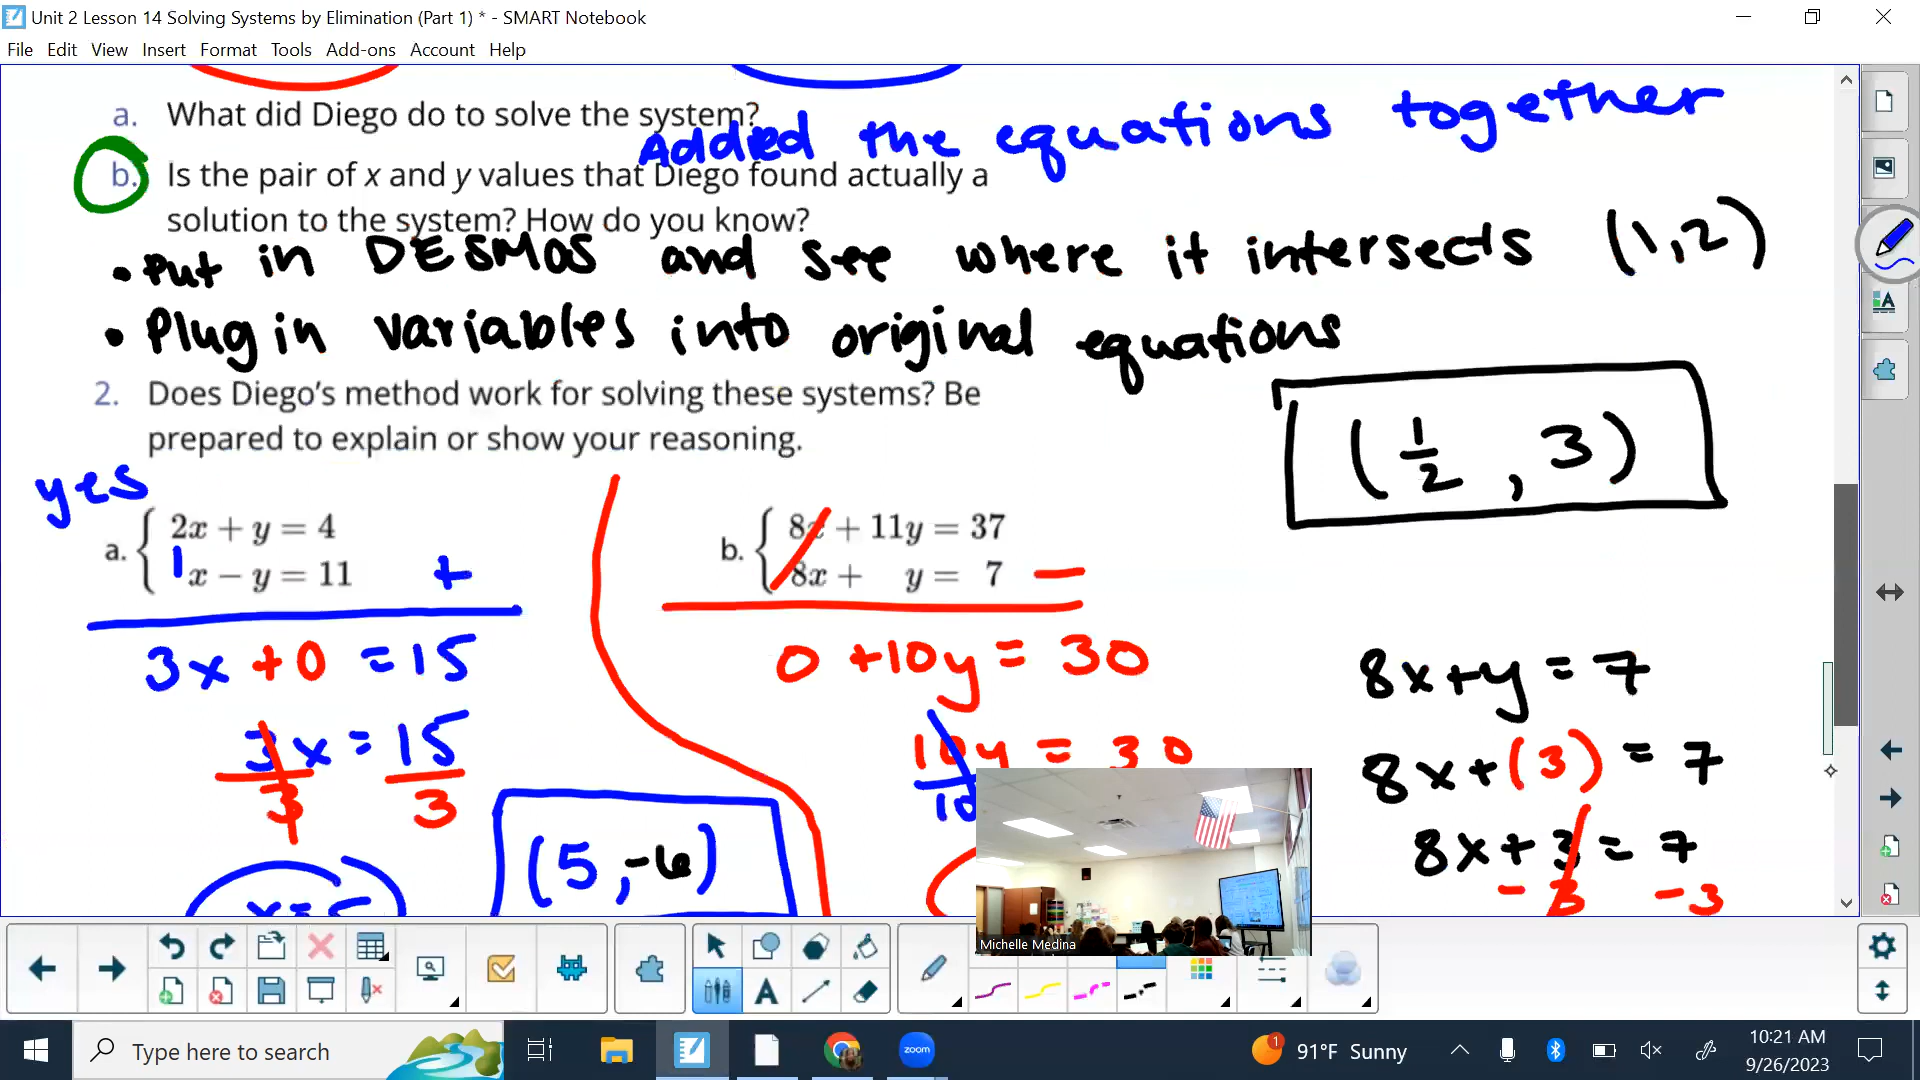 Unit 2 Lesson 14 Solving Systems by Elimination (Part 1) * - SMART Notebook
File Edit View Insert Format Tools Add-ons Account Help
a. What did Diego do to solve the system?
Added the equations together
b. Is the pair of x and y values that Diego found actually a
solution to the system? How do you know?
• Put in DESMOS and see where it intersects (1,2)
• Plug in variables into original equations
2. Does Diego's method work for solving these systems? Be
prepared to explain or show your reasoning.
(1/2, 3)
yes
a. { 2x + y = 4
1x − y = 11 +
3x + 0 = 15
3x = 15
3 3
x = 5
(5, -6)
b. { 8x + 11y = 37
8x + y = 7 −
0 + 10y = 30
10y = 30
10
8x + y = 7
8x + (3) = 7
8x + 3 = 7
- 3 - 3
Michelle Medina
A
Type here to search
zoom
1
91°F Sunny
10:21 AM
9/26/2023